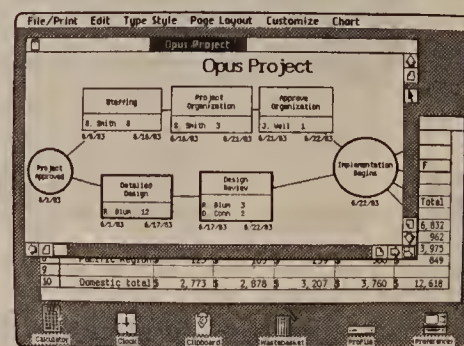 File/Print Edit Type Style Page Layout Customize Chart
Opus Project
Opus Project
Staffing
S. Smith 8
6/6/83 6/16/83
Project
Organization
S. Smith 3
6/16/83 6/21/83
Approve
Organization
J. Weil 1
6/21/83 6/22/83
Project
Approved
6/1/83
Implementation
Begins
6/22/83
Detailed
Design
R. Blum 12
6/1/83 6/17/83
Design
Review
R. Blum 3
D. Conn 2
6/17/83 6/22/83
F
Total
6,832
962
3,975
8 Pacific Region 849
9
10 Domestic total $ 2,773 $ 2,878 $ 3,207 $ 3,760 $ 12,618
Calculator Clock Clipboard Wastebasket Profile Preferences